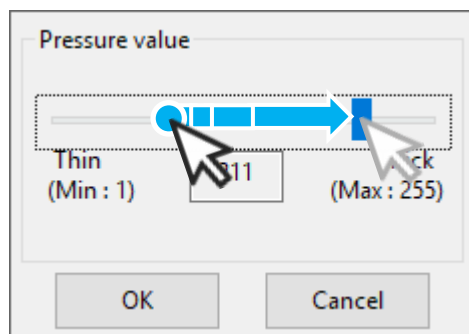 Pressure value
Thin
(Min : 1)
(Max : 255)
OK
Cancel